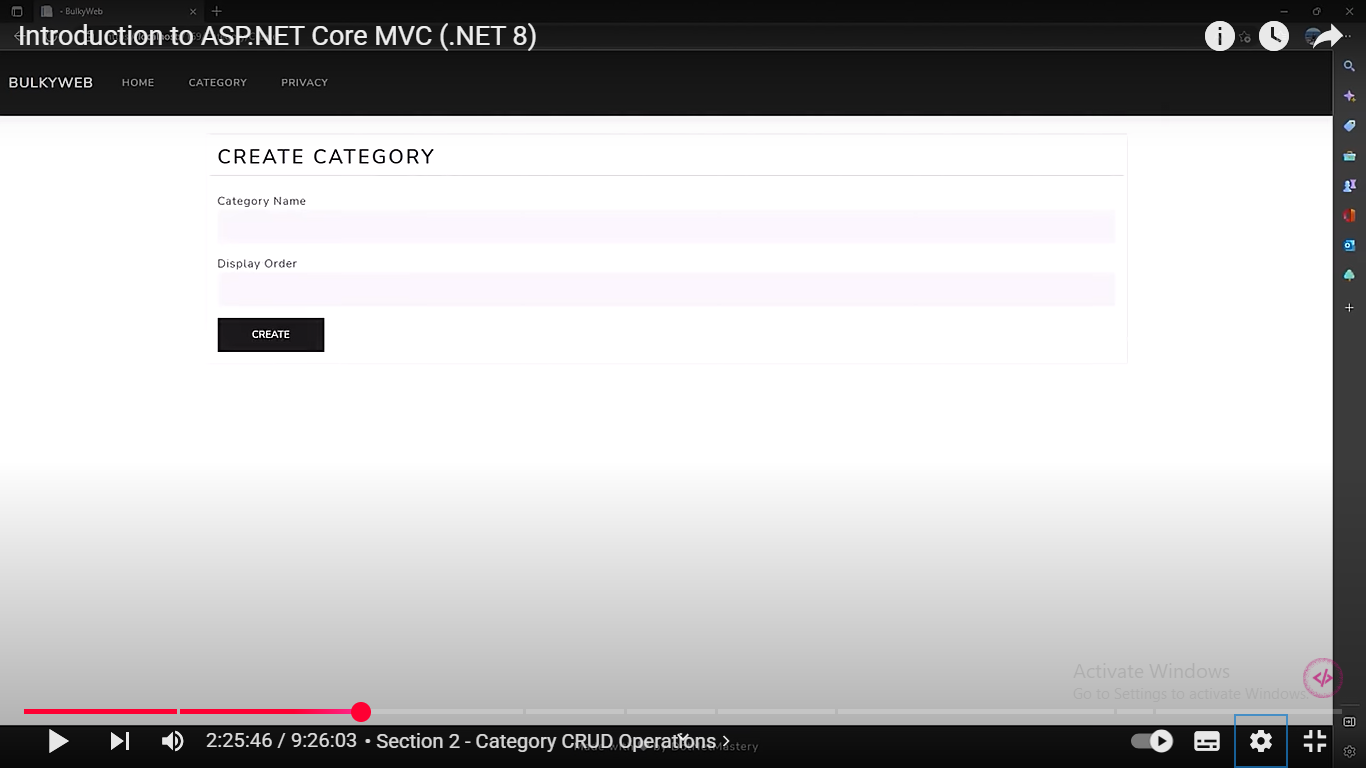 - BulkyWeb
Introduction to ASP.NET Core MVC (.NET 8)
BULKYWEB HOME CATEGORY PRIVACY
CREATE CATEGORY
Category Name
Display Order
CREATE
Activate Windows
Go to Settings to activate Windows.
2:25:46 / 9:26:03 • Section 2 - Category CRUD Operations